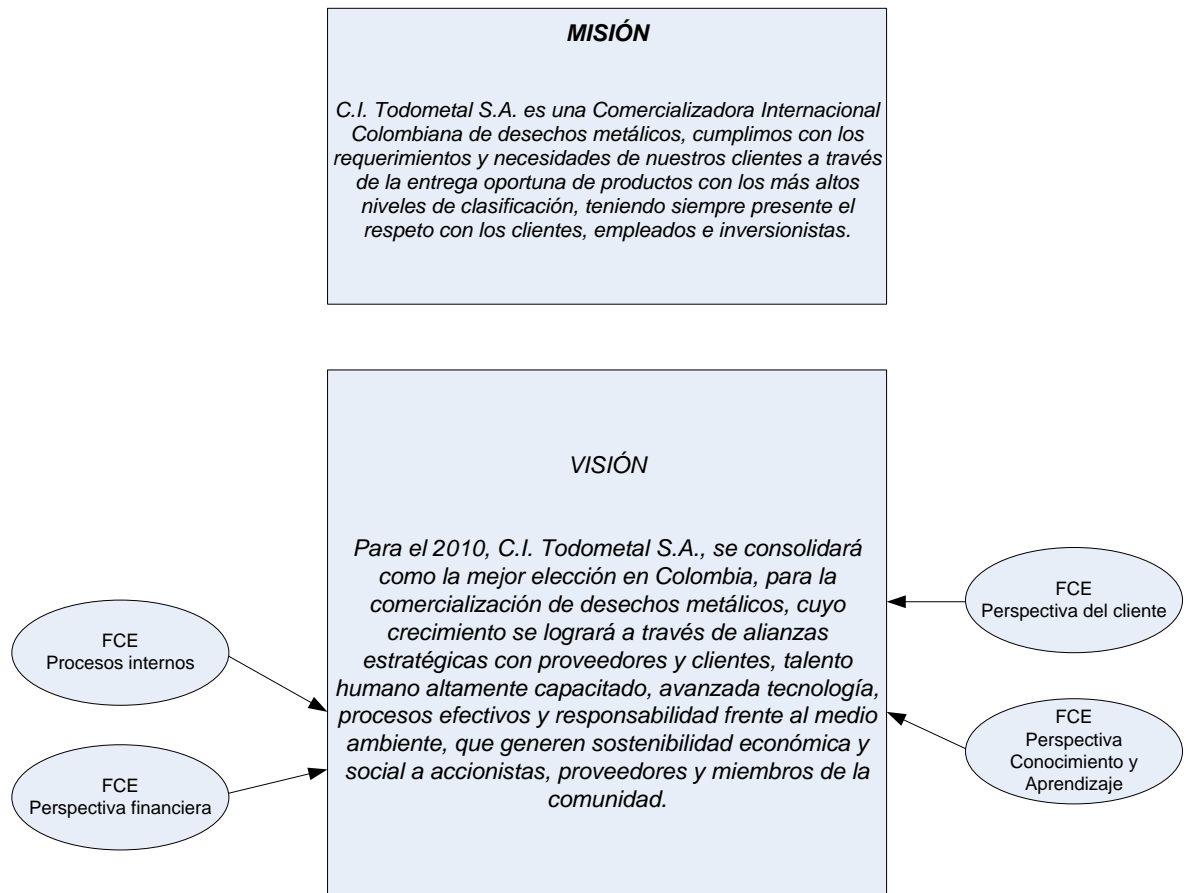 MISIÓN
C.I. Todometal S.A. es una Comercializadora Internacional
Colombiana de desechos metálicos, cumplimos con los
requerimientos y necesidades de nuestros clientes a través
de la entrega oportuna de productos con los más altos
niveles de clasificación, teniendo siempre presente el
respeto con los clientes, empleados e inversionistas.
VISIÓN
Para el 2010, C.I. Todometal S.A., se consolidará
como la mejor elección en Colombia, para la
comercialización de desechos metálicos, cuyo
crecimiento se logrará a través de alianzas
estratégicas con proveedores y clientes, talento
humano altamente capacitado, avanzada tecnología,
procesos efectivos y responsabilidad frente al medio
ambiente, que generen sostenibilidad económica y
social a accionistas, proveedores y miembros de la
comunidad.
FCE
Procesos internos
FCE
Perspectiva financiera
FCE
Perspectiva del cliente
FCE
Perspectiva
Conocimiento y
Aprendizaje